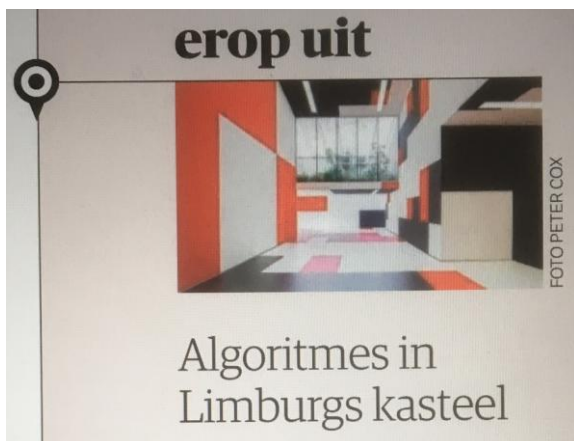 erop uit
FOTO PETER COX
Algoritmes in
Limburgs kasteel